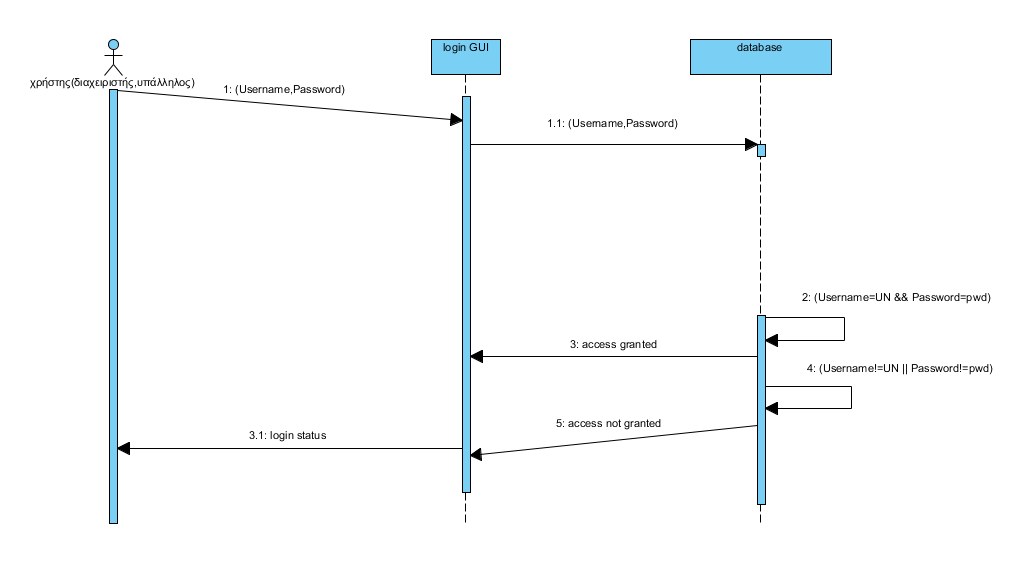 login GUI
database
χρήστης(διαχειριστής,υπάλληλος)
1: (Username,Password)
1.1: (Username,Password)
2: (Username=UN && Password=pwd)
3: access granted
4: (Username!=UN || Password!=pwd)
5: access not granted
3.1: login status